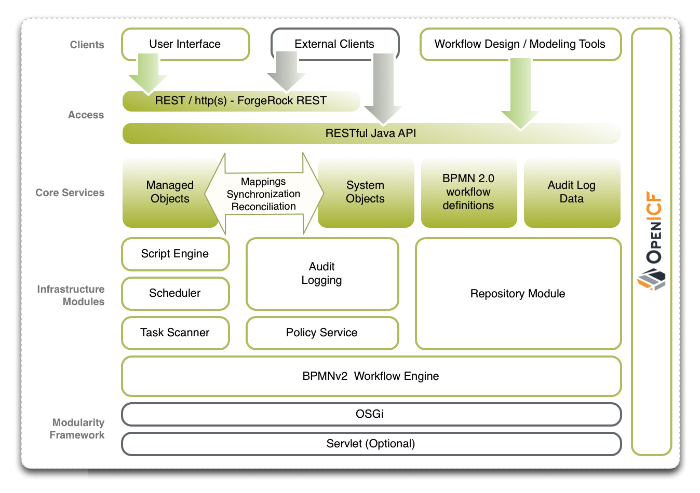 Clients
User Interface
External Clients
Workflow Design / Modeling Tools
REST / http(s) - ForgeRock REST
Access
RESTful Java API
Core Services
Managed
Objects
Mappings
Synchronization
Reconciliation
System
Objects
BPMN 2.0
workflow
definitions
Audit Log
Data
Infrastructure
Modules
Script Engine
Scheduler
Task Scanner
Audit
Logging
Policy Service
Repository Module
BPMNv2 Workflow Engine
Modularity
Framework
OSGi
Servlet (Optional)
OPENICF